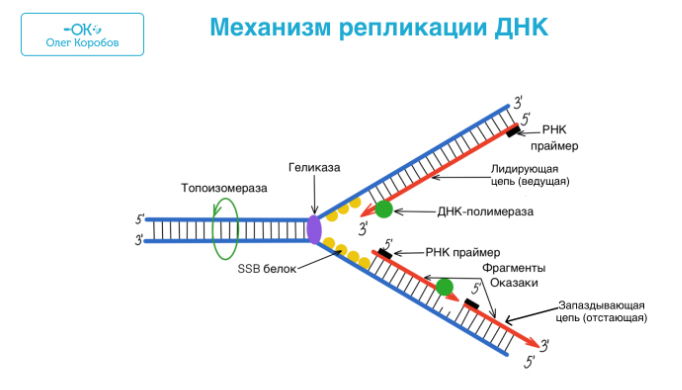 -OK-
Олег Коробов
Механизм репликации ДНК
3'
5'
РНК
праймер
Геликаза
Лидирующая
цепь (ведущая)
Топоизомераза
ДНК-полимераза
3'
5'
3'
5'
РНК праймер
SSB белок
Фрагменты
Оказаки
5'
Запаздывающая
цепь (отстающая)
3'
5'